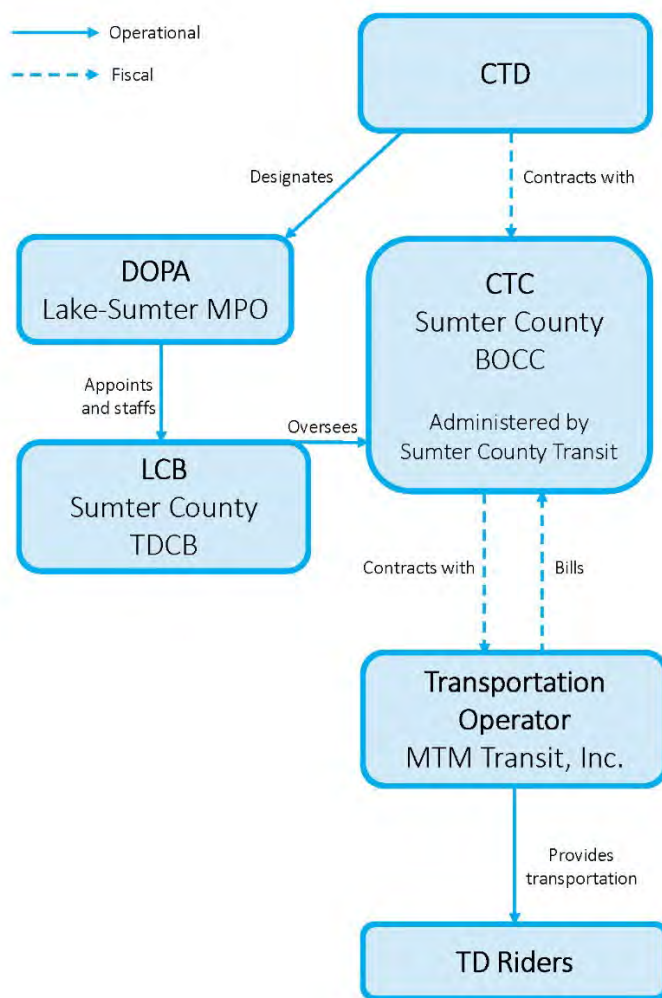 Operational
Fiscal
CTD
Designates
Contracts with
DOPA
Lake-Sumter MPO
CTC
Sumter County
BOCC
Administered by
Sumter County Transit
Appoints
and staffs
Oversees
LCB
Sumter County
TDCB
Contracts with
Bills
Transportation
Operator
MTM Transit, Inc.
Provides
transportation
TD Riders